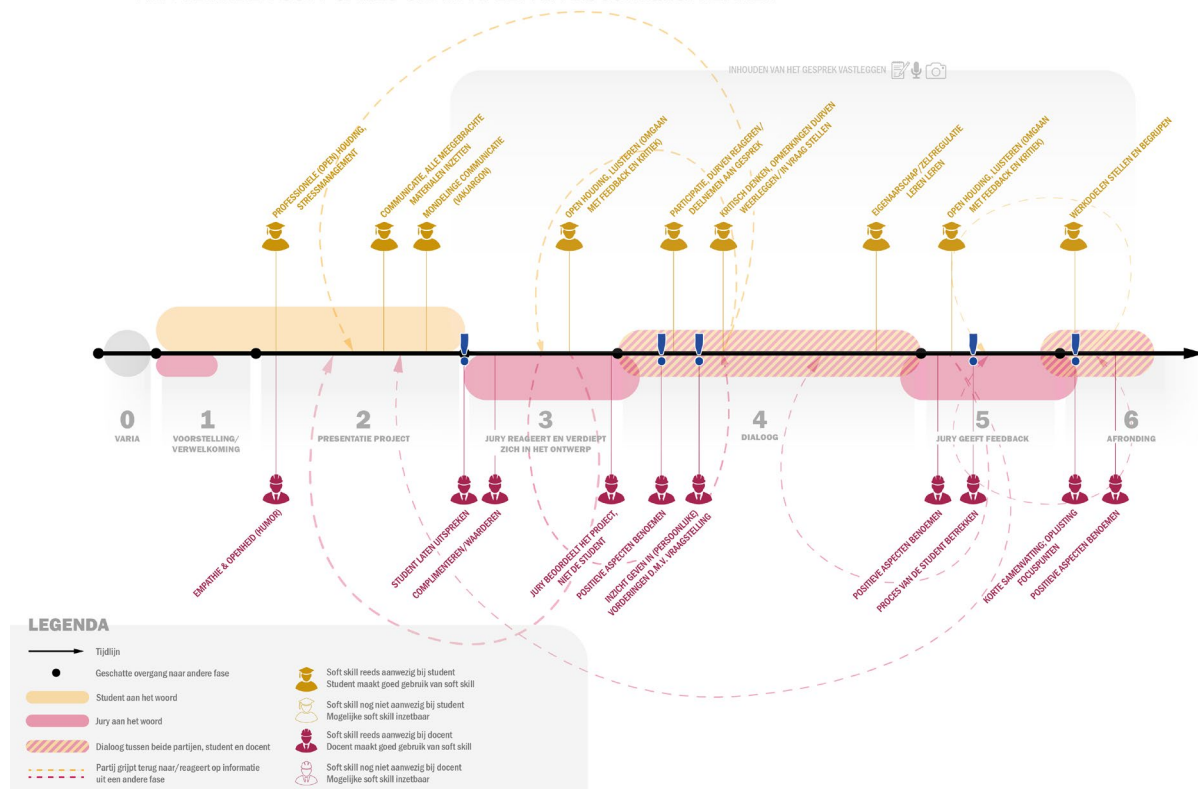 INHOUDEN VAN HET GESPREK VASTLEGGEN
PROFESSIONELE (OPEN) HOUDING,
STRESSMANAGEMENT
COMMUNICATIE, ALLE MEEGEBRACHTE
MATERIALEN INZETTEN
MONDELINGE COMMUNICATIE
(VAKJARGON)
OPEN HOUDING, LUISTEREN (OMGAAN
MET FEEDBACK EN KRITIEK)
PARTICIPATIE, DURVEN REAGEREN/
DEELNEMEN AAN GESPREK
KRITISCH DENKEN, OPMERKINGEN DURVEN
WEERLEGGEN/IN VRAAG STELLEN
EIGENAARSCHAP/ZELFREGULATIE
LEREN LEREN
OPEN HOUDING, LUISTEREN (OMGAAN
MET FEEDBACK EN KRITIEK)
WERKDOELEN STELLEN EN BEGRIJPEN
0
VARIA
1
VOORSTELLING/
VERWELKOMING
2
PRESENTATIE PROJECT
3
JURY REAGEERT EN VERDIEPT
ZICH IN HET ONTWERP
4
DIALOOG
5
JURY GEEFT FEEDBACK
6
AFRONDING
EMPATHIE & OPENHEID (HUMOR)
STUDENT LATEN UITSPREKEN
COMPLIMENTEREN/WAARDEREN
JURY BEOORDEELT HET PROJECT,
NIET DE STUDENT
POSITIEVE ASPECTEN BENOEMEN
INZICHT GEVEN IN (PERSOONLIJKE)
VORDERINGEN D.M.V. VRAAGSTELLING
POSITIEVE ASPECTEN BENOEMEN
PROCES VAN DE STUDENT BETREKKEN
KORTE SAMENVATTING, OPLIJSTING
FOCUSPUNTEN
POSITIEVE ASPECTEN BENOEMEN
LEGENDA
Tijdlijn
Geschatte overgang naar andere fase
Student aan het woord
Jury aan het woord
Dialoog tussen beide partijen, student en docent
Partij grijpt terug naar/reageert op informatie
uit een andere fase
Soft skill reeds aanwezig bij student
Student maakt goed gebruik van soft skill
Soft skill nog niet aanwezig bij student
Mogelijke soft skill inzetbaar
Soft skill reeds aanwezig bij docent
Docent maakt goed gebruik van soft skill
Soft skill nog niet aanwezig bij docent
Mogelijke soft skill inzetbaar